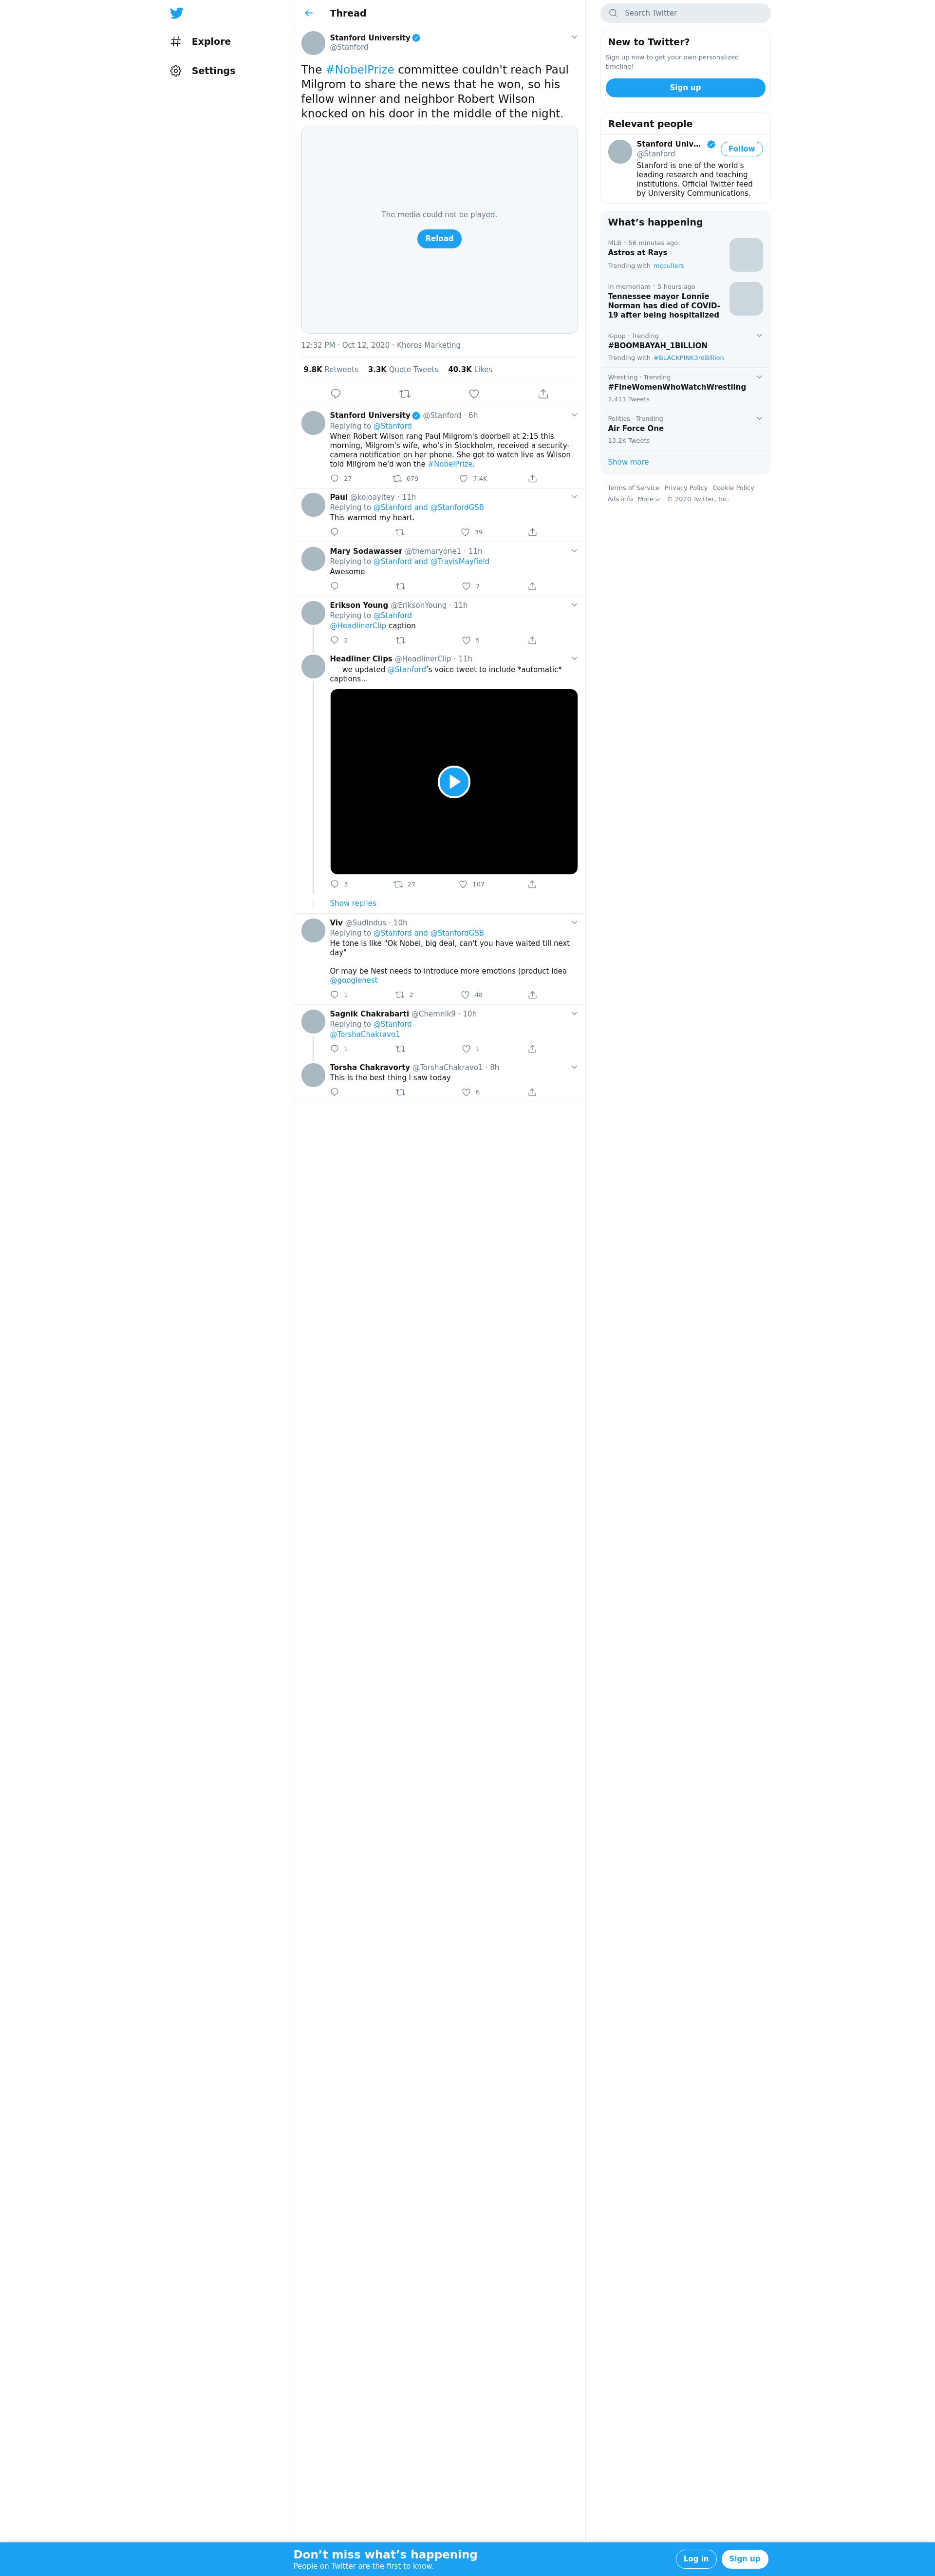 Explore
Settings
Thread
Stanford University
@Stanford
The #NobelPrize committee couldn't reach Paul
Milgrom to share the news that he won, so his
fellow winner and neighbor Robert Wilson
knocked on his door in the middle of the night.
The media could not be played.
Reload
12:32 PM · Oct 12, 2020 · Khoros Marketing
9.8K Retweets 3.3K Quote Tweets 40.3K Likes
Stanford University @Stanford · 6h
Replying to @Stanford
When Robert Wilson rang Paul Milgrom's doorbell at 2:15 this
morning, Milgrom's wife, who's in Stockholm, received a security-
camera notification on her phone. She got to watch live as Wilson
told Milgrom he'd won the #NobelPrize.
27 679 7.4K
Paul @kojoayitey · 11h
Replying to @Stanford and @StanfordGSB
This warmed my heart.
39
Mary Sodawasser @themaryone1 · 11h
Replying to @Stanford and @TravisMayfield
Awesome
7
Erikson Young @EriksonYoung · 11h
Replying to @Stanford
@HeadlinerClip caption
2 5
Headliner Clips @HeadlinerClip · 11h
we updated @Stanford's voice tweet to include *automatic*
captions...
3 27 107
Show replies
Viv @SudIndus · 10h
Replying to @Stanford and @StanfordGSB
He tone is like "Ok Nobel, big deal, can't you have waited till next
day"
Or may be Nest needs to introduce more emotions (product idea
@googlenest
1 2 48
Sagnik Chakrabarti @Chemnik9 · 10h
Replying to @Stanford
@TorshaChakravo1
1 1
Torsha Chakravorty @TorshaChakravo1 · 8h
This is the best thing I saw today
6
Search Twitter
New to Twitter?
Sign up now to get your own personalized
timeline!
Sign up
Relevant people
Stanford Univ...
@Stanford
Follow
Stanford is one of the world's
leading research and teaching
institutions. Official Twitter feed
by University Communications.
What's happening
MLB · 56 minutes ago
Astros at Rays
Trending with mccullers
In memoriam · 5 hours ago
Tennessee mayor Lonnie
Norman has died of COVID-
19 after being hospitalized
K-pop · Trending
#BOOMBAYAH_1BILLION
Trending with #BLACKPINK3rdBillion
Wrestling · Trending
#FineWomenWhoWatchWrestling
2,411 Tweets
Politics · Trending
Air Force One
13.2K Tweets
Show more
Terms of Service Privacy Policy Cookie Policy
Ads info More © 2020 Twitter, Inc.
Don't miss what's happening
People on Twitter are the first to know.
Log in
Sign up